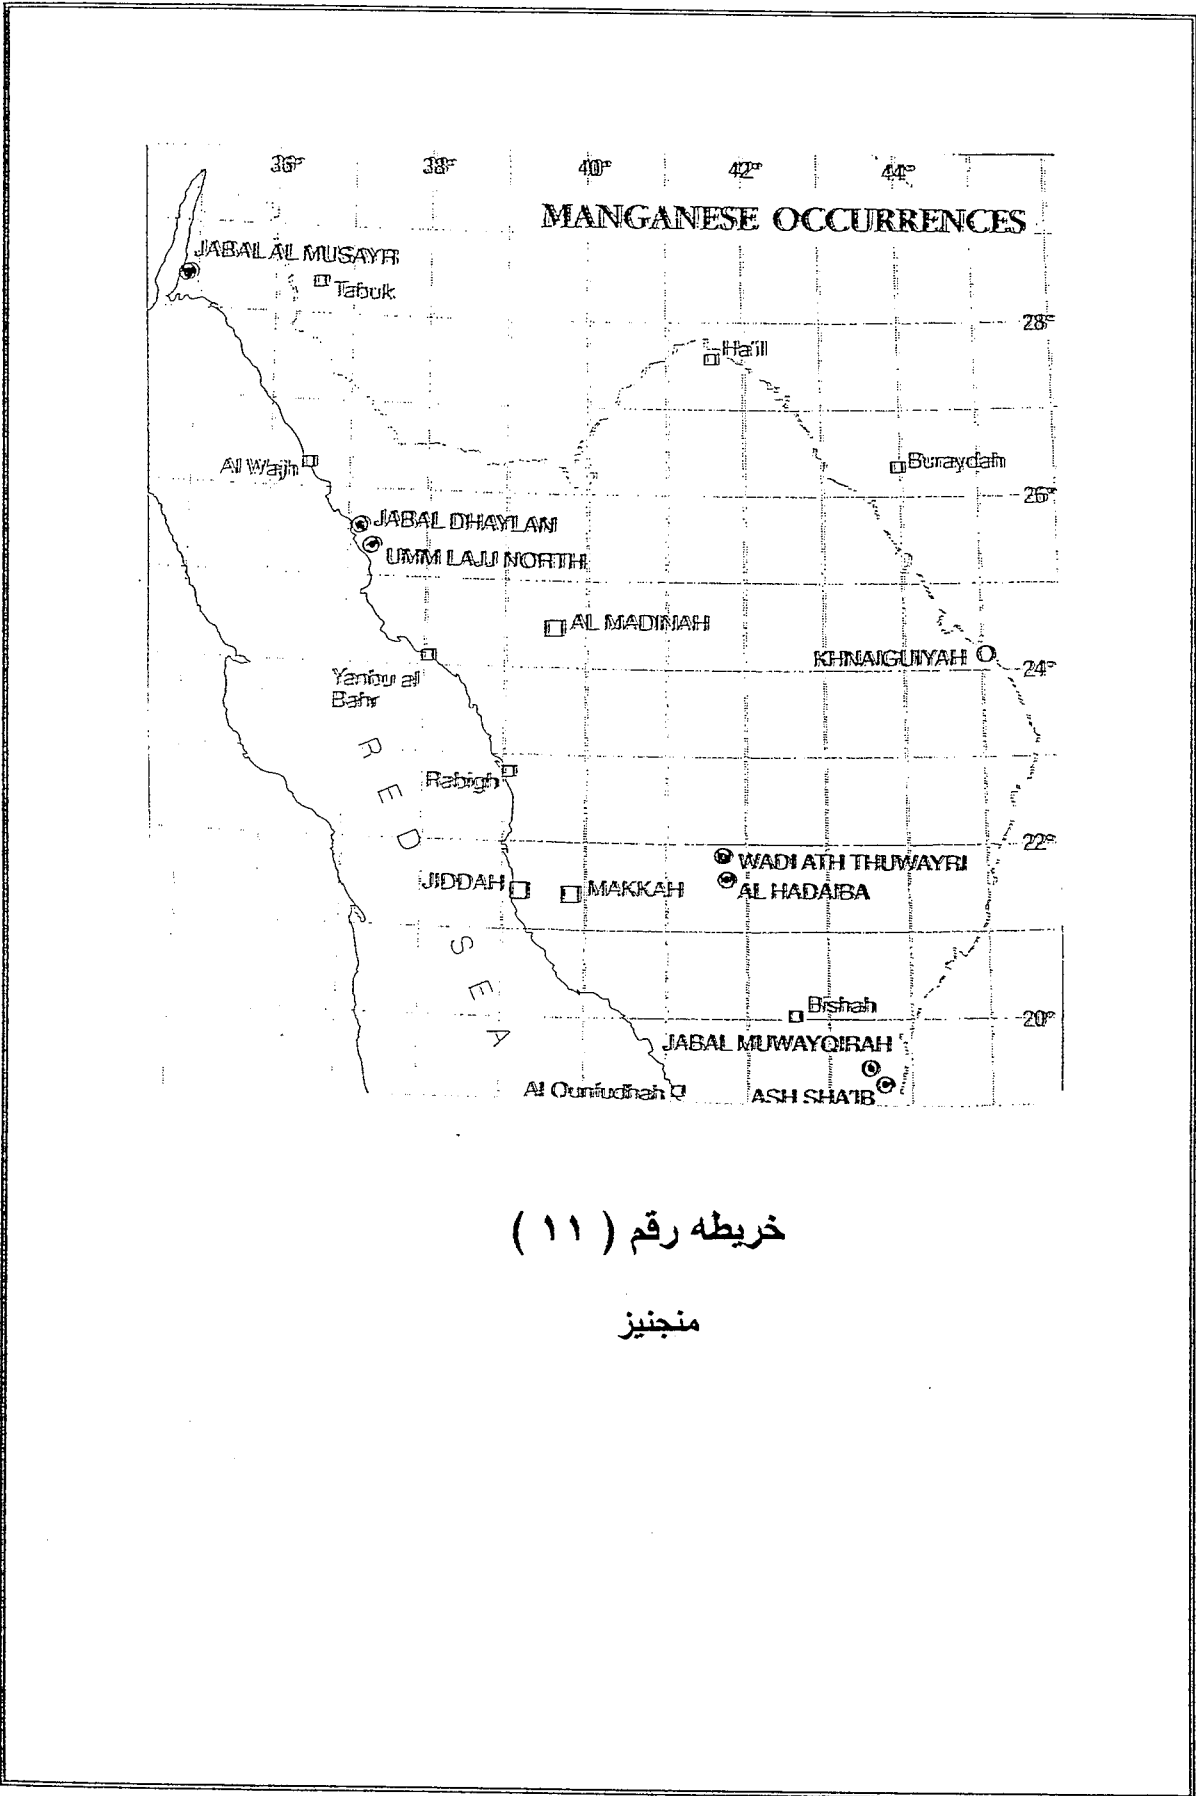 36° 38° 40° 42° 44°
MANGANESE OCCURRENCES
JABAL AL MUSAYR
Tabuk
28°
Ha'il
Al Wajh
Buraydah
26°
JABAL DHAYLAN
UMM LAJJ NORTH
AL MADINAH
KHNAIGUIYAH
24°
Yanbu al
Bahr
RED SEA
Rabigh
22°
WADI ATH THUWAYRI
JIDDAH
MAKKAH
AL HADAIBA
Bishah
20°
JABAL MUWAYQIRAH
Al Qunfudhah
ASH SHA'IB
خريطه رقم ( ١١ )
منجنيز